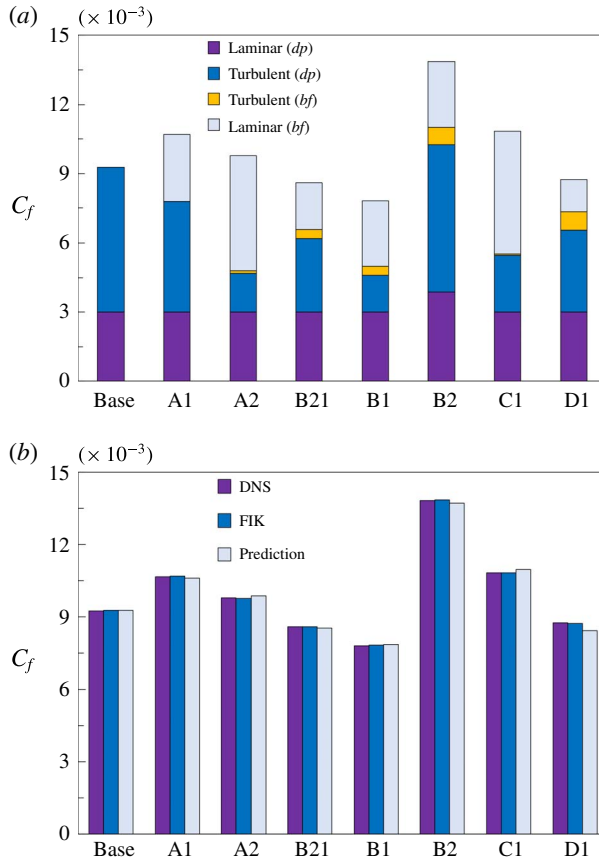 (a) (× 10⁻³)
15
Laminar (dp)
Turbulent (dp)
12
Turbulent (bf)
Laminar (bf)
9
C_f
6
3
0
Base A1 A2 B21 B1 B2 C1 D1
(b) (× 10⁻³)
15
DNS
FIK
12
Prediction
9
C_f
6
3
0
Base A1 A2 B21 B1 B2 C1 D1